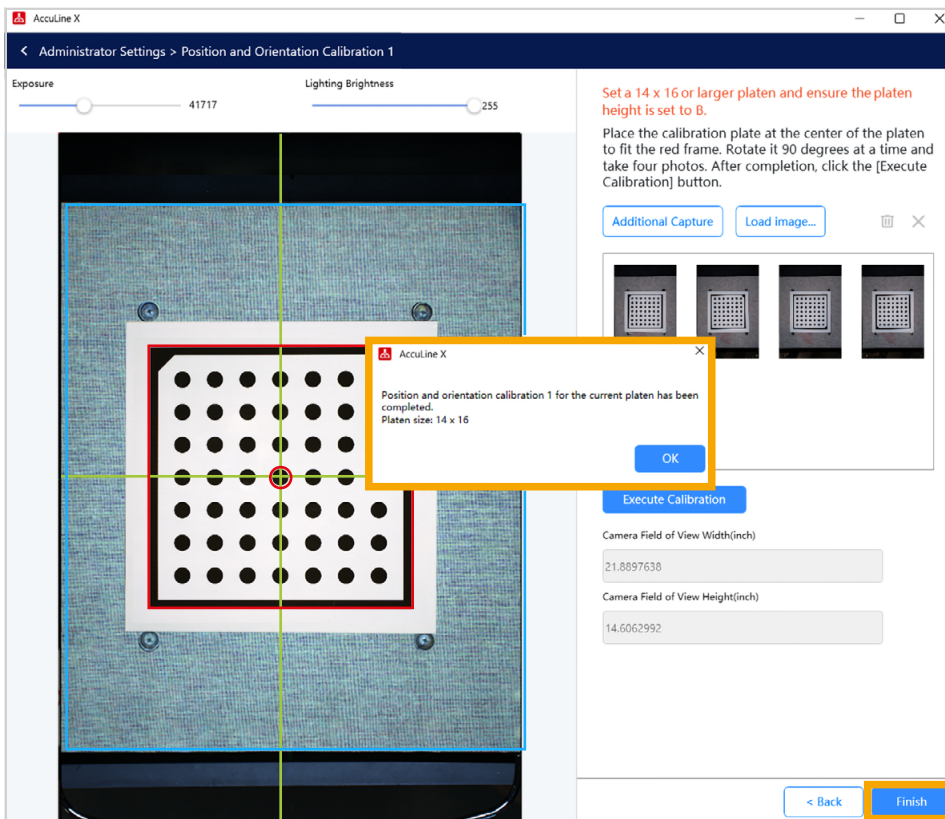 AccuLine X
Administrator Settings > Position and Orientation Calibration 1
Exposure
41717
Lighting Brightness
255
Set a 14 x 16 or larger platen and ensure the platen
height is set to B.
Place the calibration plate at the center of the platen
to fit the red frame. Rotate it 90 degrees at a time and
take four photos. After completion, click the [Execute
Calibration] button.
Additional Capture
Load image...
AccuLine X
Position and orientation calibration 1 for the current platen has been
completed.
Platen size: 14 x 16
OK
Execute Calibration
Camera Field of View Width(inch)
21.8897638
Camera Field of View Height(inch)
14.6062992
< Back
Finish